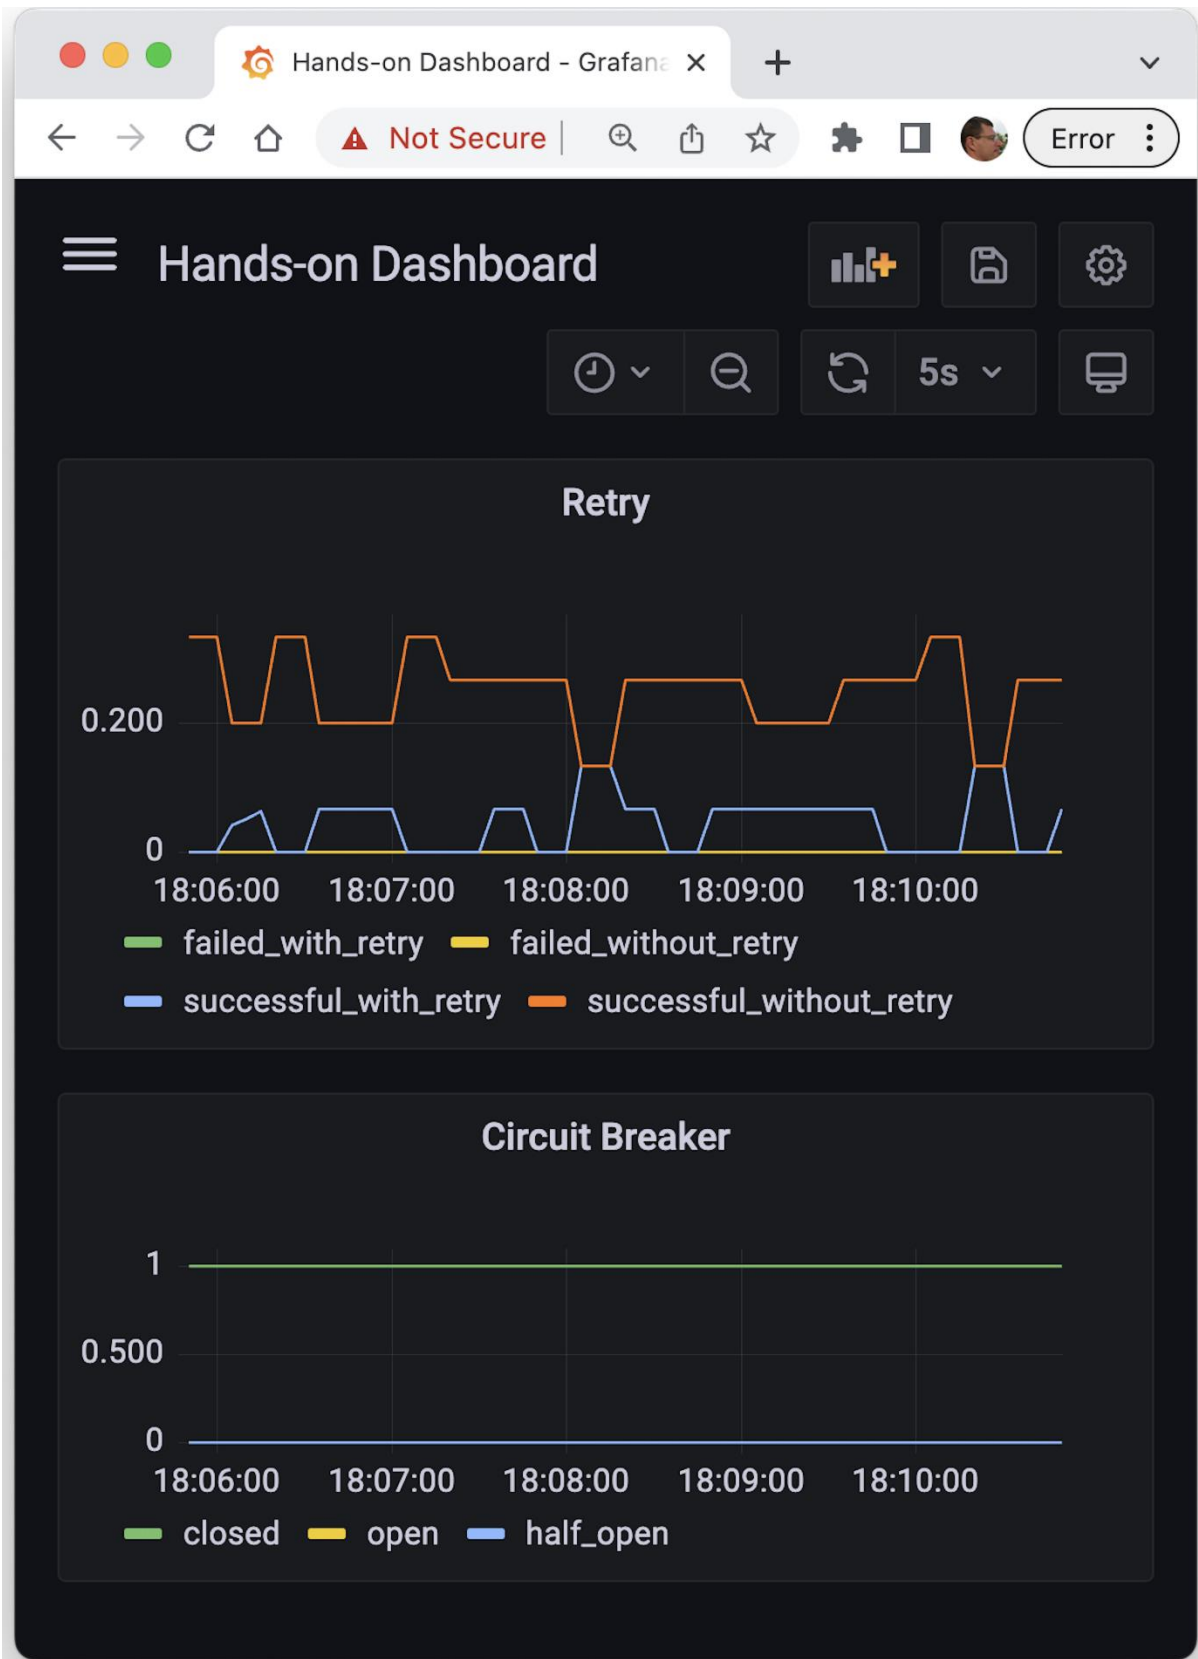 Hands-on Dashboard - Grafana
Not Secure
Error
Hands-on Dashboard
5s
Retry
0.200
0
18:06:00 18:07:00 18:08:00 18:09:00 18:10:00
failed_with_retry failed_without_retry
successful_with_retry successful_without_retry
Circuit Breaker
1
0.500
0
18:06:00 18:07:00 18:08:00 18:09:00 18:10:00
closed open half_open